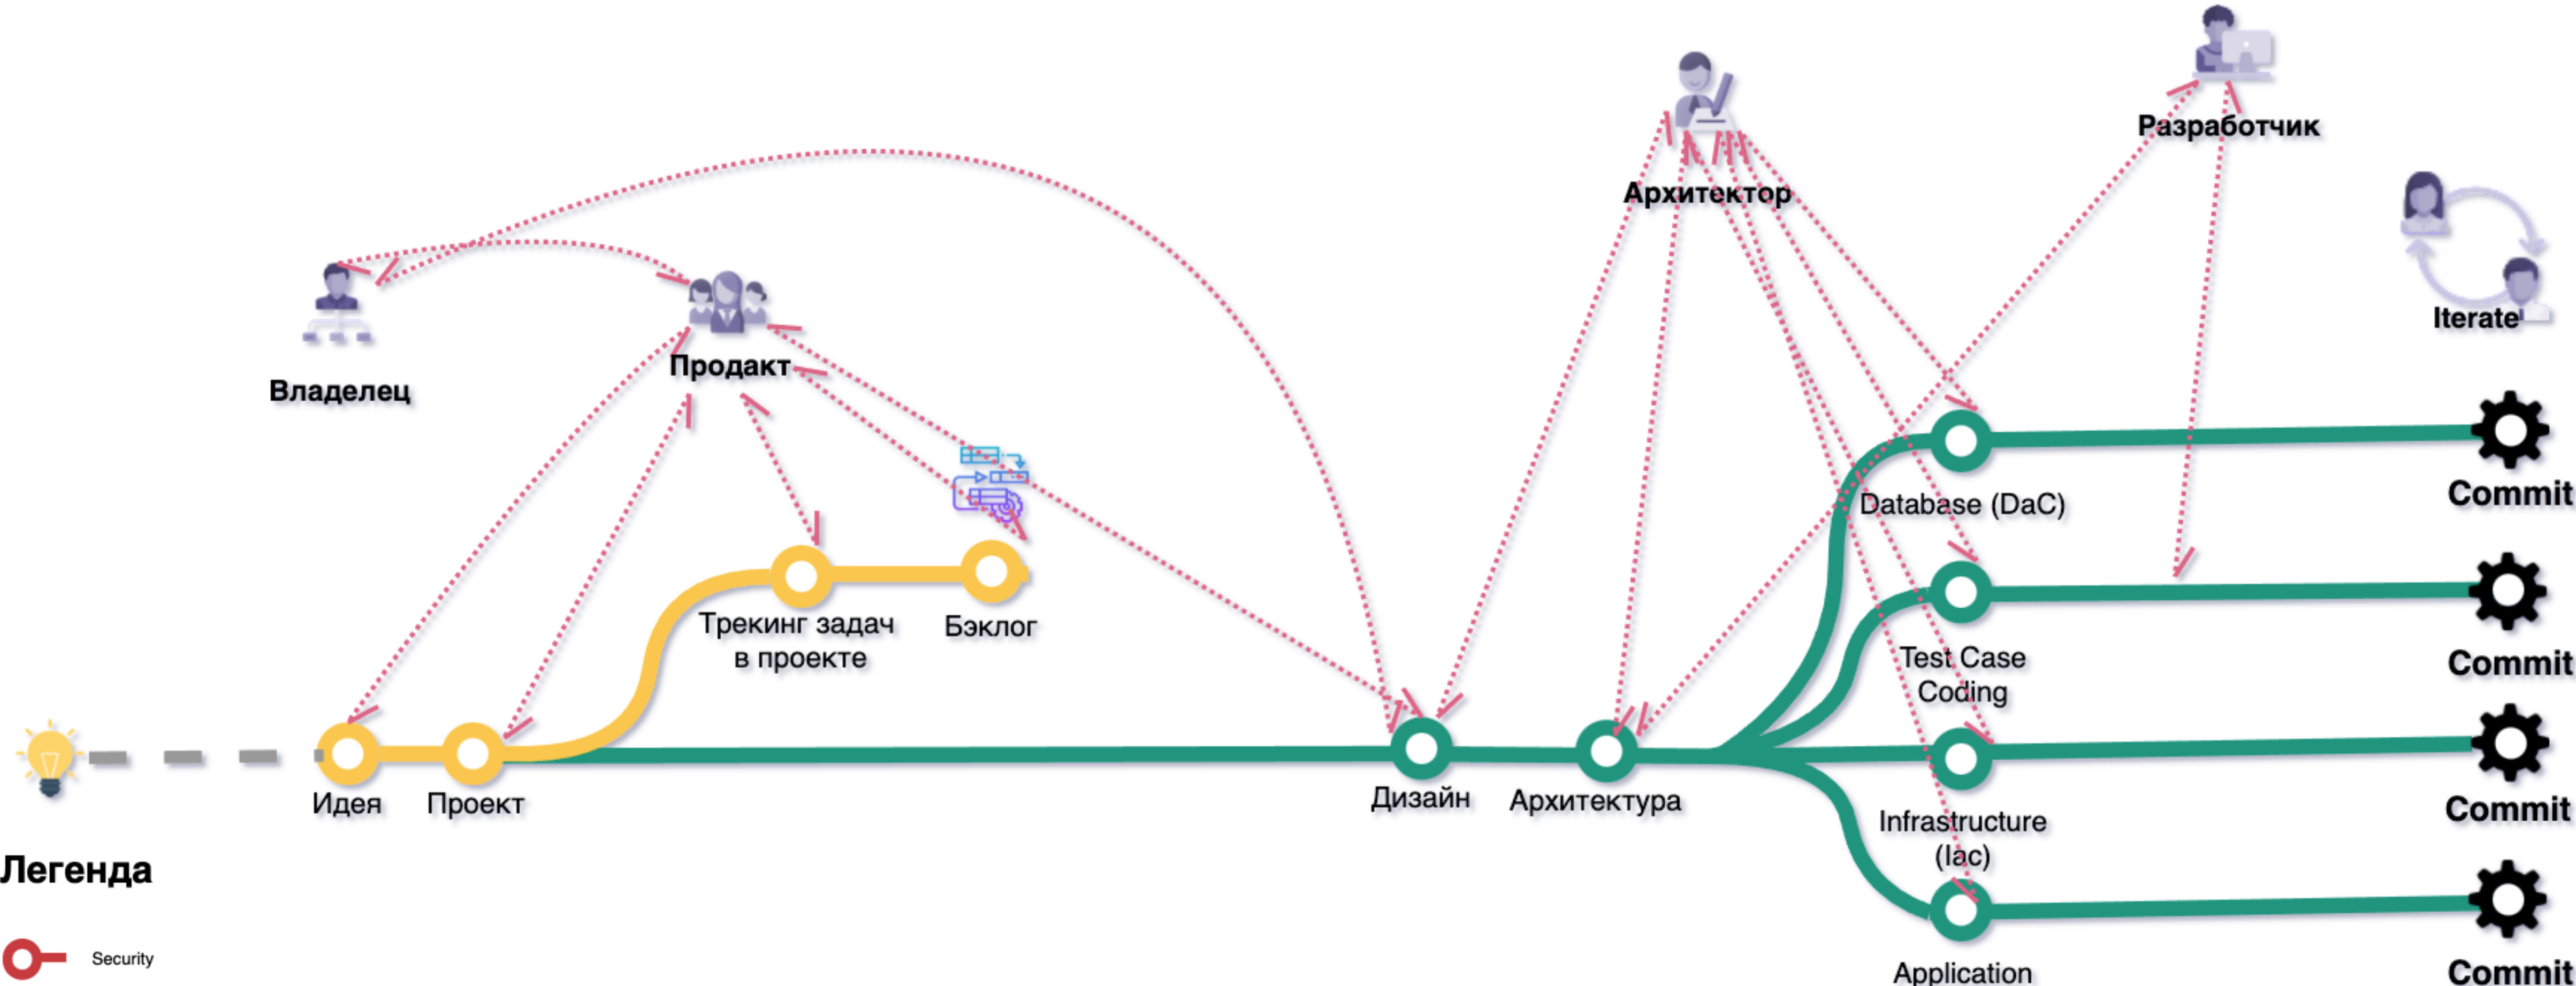 Разработчик
Архитектор
Iterate
Продакт
Владелец
Commit
Database (DaC)
Трекинг задач
в проекте
Бэклог
Test Case
Coding
Commit
Идея
Проект
Дизайн
Архитектура
Infrastructure
(Iac)
Commit
Легенда
Security
Application
Commit